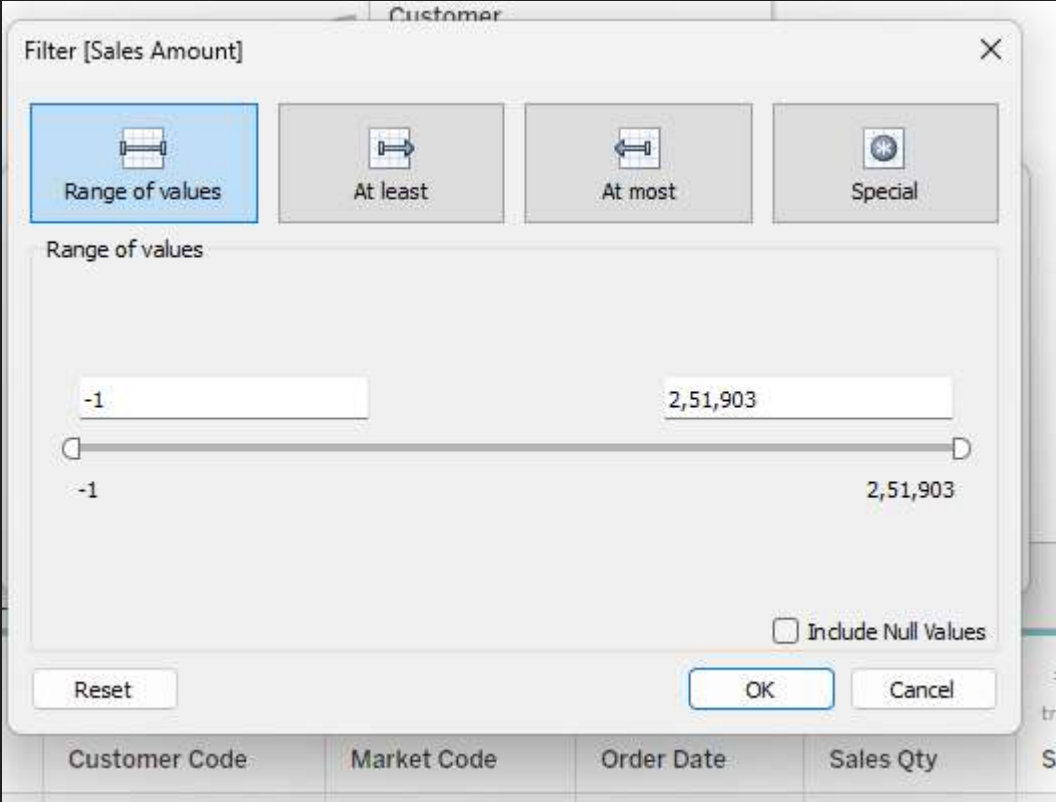 Customer
Filter [Sales Amount]
Range of values
At least
At most
Special
Range of values
-1
2,51,903
-1
2,51,903
Include Null Values
Reset
OK
Cancel
tr
Customer Code
Market Code
Order Date
Sales Qty
S